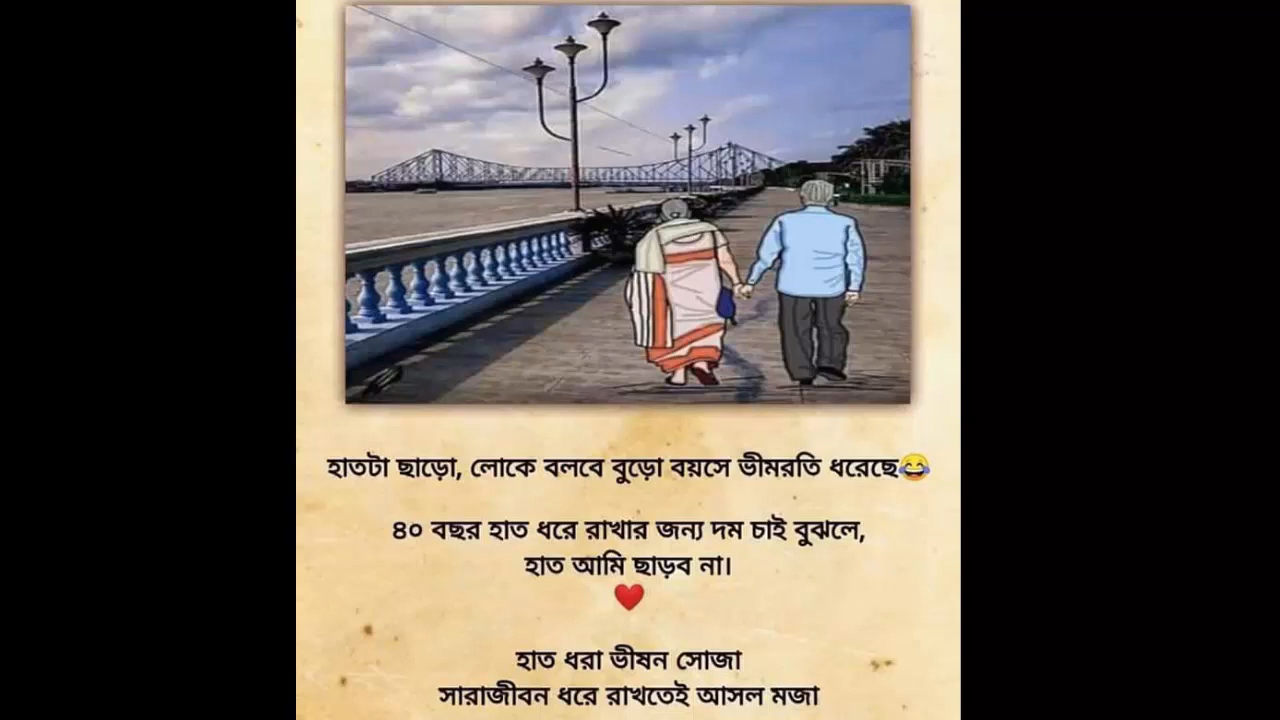 হাতটা ছাড়ো, লোকে বলবে বুড়ো বয়সে ভীমরতি ধরেছে😂
৪০ বছর হাত ধরে রাখার জন্য দম চাই বুঝলে,
হাত আমি ছাড়ব না।
❤️
হাত ধরা ভীষন সোজা
সারাজীবন ধরে রাখতেই আসল মজা